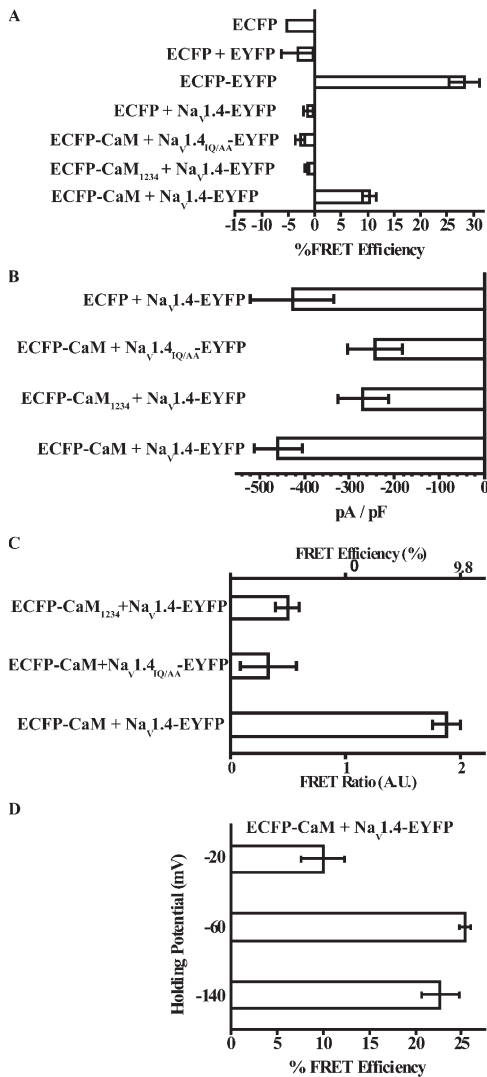 A
ECFP
ECFP + EYFP
ECFP-EYFP
ECFP + NaV1.4-EYFP
ECFP-CaM + NaV1.4IQ/AA-EYFP
ECFP-CaM1234 + NaV1.4-EYFP
ECFP-CaM + NaV1.4-EYFP
-15 -10 -5 0 5 10 15 20 25 30
%FRET Efficiency
B
ECFP + NaV1.4-EYFP
ECFP-CaM + NaV1.4IQ/AA-EYFP
ECFP-CaM1234 + NaV1.4-EYFP
ECFP-CaM + NaV1.4-EYFP
-500 -400 -300 -200 -100 0
pA / pF
C
FRET Efficiency (%)
0 9.8
ECFP-CaM1234+NaV1.4-EYFP
ECFP-CaM+NaV1.4IQ/AA-EYFP
ECFP-CaM + NaV1.4-EYFP
0 1 2
FRET Ratio (A.U.)
D
ECFP-CaM + NaV1.4-EYFP
Holding Potential (mV)
-20
-60
-140
0 5 10 15 20 25
% FRET Efficiency